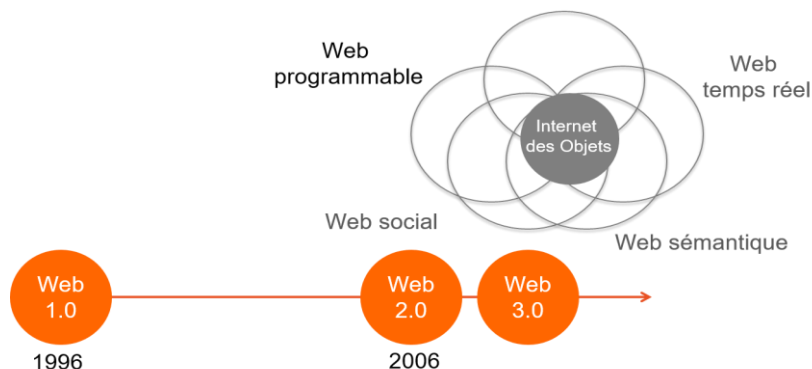 Web
programmable
Web
temps réel
Internet
des Objets
Web social
Web sémantique
Web
1.0
Web
2.0
Web
3.0
1996
2006